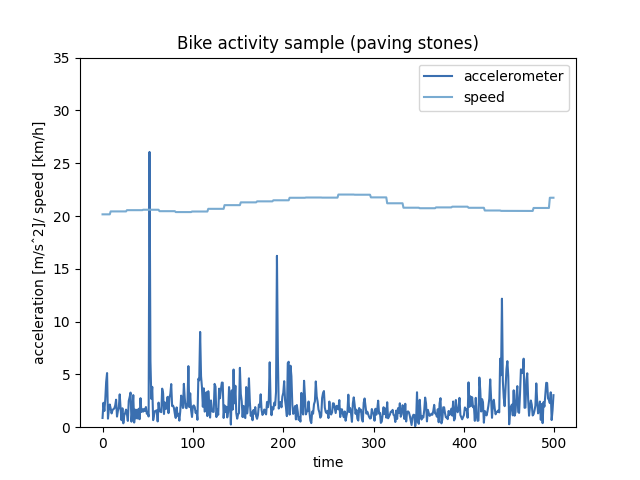 Bike activity sample (paving stones)
accelerometer
speed
acceleration [m/sˆ2]/ speed [km/h]
35
30
25
20
15
10
5
0
0 100 200 300 400 500
time